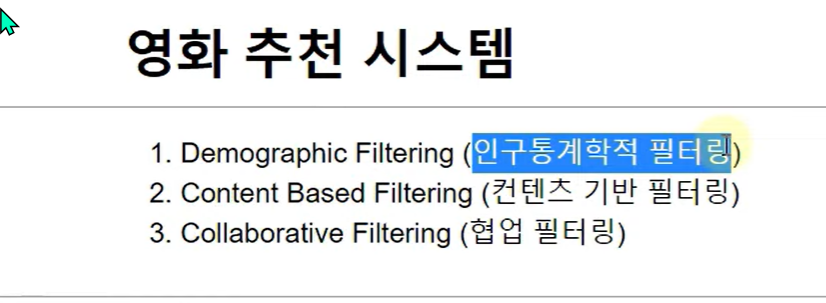 영화 추천 시스템
1. Demographic Filtering (인구통계학적 필터링)
2. Content Based Filtering (컨텐츠 기반 필터링)
3. Collaborative Filtering (협업 필터링)